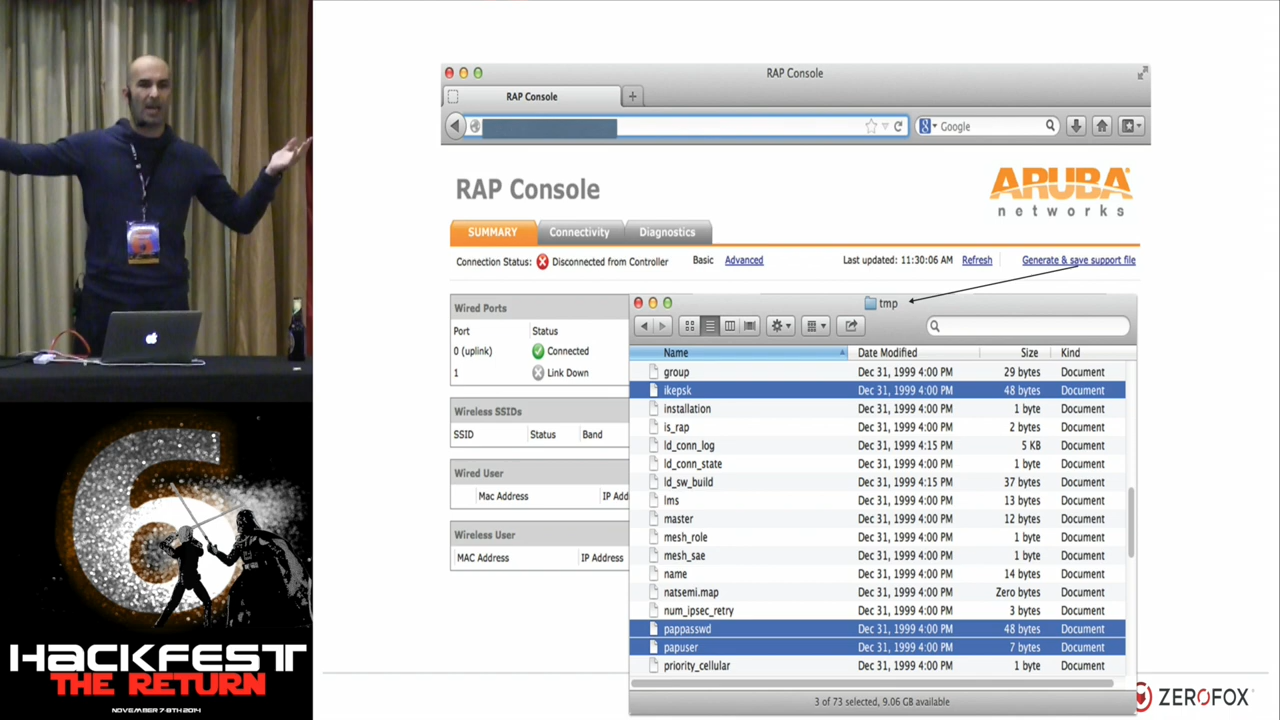 RAP Console
RAP Console
Google
RAP Console
ARUBA
networks
SUMMARY Connectivity Diagnostics
Connection Status: Disconnected from Controller Basic Advanced Last updated: 11:30:06 AM Refresh Generate & save support file
Wired Ports
Port Status
0 (uplink) Connected
1 Link Down
Wireless SSIDs
SSID Status Band
Wired User
Mac Address IP Add
Wireless User
MAC Address IP Address
tmp
Name Date Modified Size Kind
group Dec 31, 1999 4:00 PM 29 bytes Document
ikepsk Dec 31, 1999 4:00 PM 48 bytes Document
installation Dec 31, 1999 4:00 PM 1 byte Document
is_rap Dec 31, 1999 4:00 PM 2 bytes Document
ld_conn_log Dec 31, 1999 4:15 PM 5 KB Document
ld_conn_state Dec 31, 1999 4:00 PM 1 byte Document
ld_sw_build Dec 31, 1999 4:15 PM 37 bytes Document
lms Dec 31, 1999 4:00 PM 13 bytes Document
master Dec 31, 1999 4:00 PM 12 bytes Document
mesh_role Dec 31, 1999 4:00 PM 1 byte Document
mesh_sae Dec 31, 1999 4:00 PM 1 byte Document
name Dec 31, 1999 4:00 PM 14 bytes Document
natsemi.map Dec 31, 1999 4:00 PM Zero bytes Document
num_ipsec_retry Dec 31, 1999 4:00 PM 3 bytes Document
pappasswd Dec 31, 1999 4:00 PM 48 bytes Document
papuser Dec 31, 1999 4:00 PM 7 bytes Document
priority_cellular Dec 31, 1999 4:00 PM 1 byte Document
3 of 73 selected, 9.06 GB available
ZEROFOX
6
HACKFEST
THE RETURN
NOVEMBER 7-8TH 2014